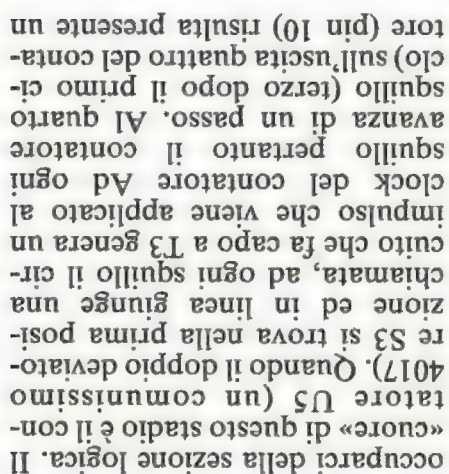 occuparci della sezione logica. Il
«cuore» di questo stadio è il con-
tatore U5 (un comunissimo
4017). Quando il doppio deviato-
re S3 si trova nella prima posi-
zione ed in linea giunge una
chiamata, ad ogni squillo il cir-
cuito che fa capo a T3 genera un
impulso che viene applicato al
clock del contatore Ad ogni
squillo pertanto il contatore
avanza di un passo. Al quarto
squillo (terzo dopo il primo ci-
clo) sull'uscita quattro del conta-
tore (pin 10) risulta presente un